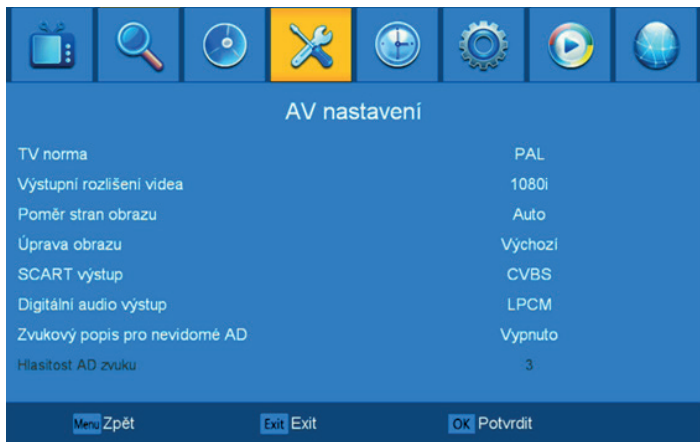 AV nastavení
TV norma PAL
Výstupní rozlišení videa 1080i
Poměr stran obrazu Auto
Úprava obrazu Výchozí
SCART výstup CVBS
Digitální audio výstup LPCM
Zvukový popis pro nevidomé AD Vypnuto
Hlasitost AD zvuku 3
Menu Zpět Exit Exit OK Potvrdit